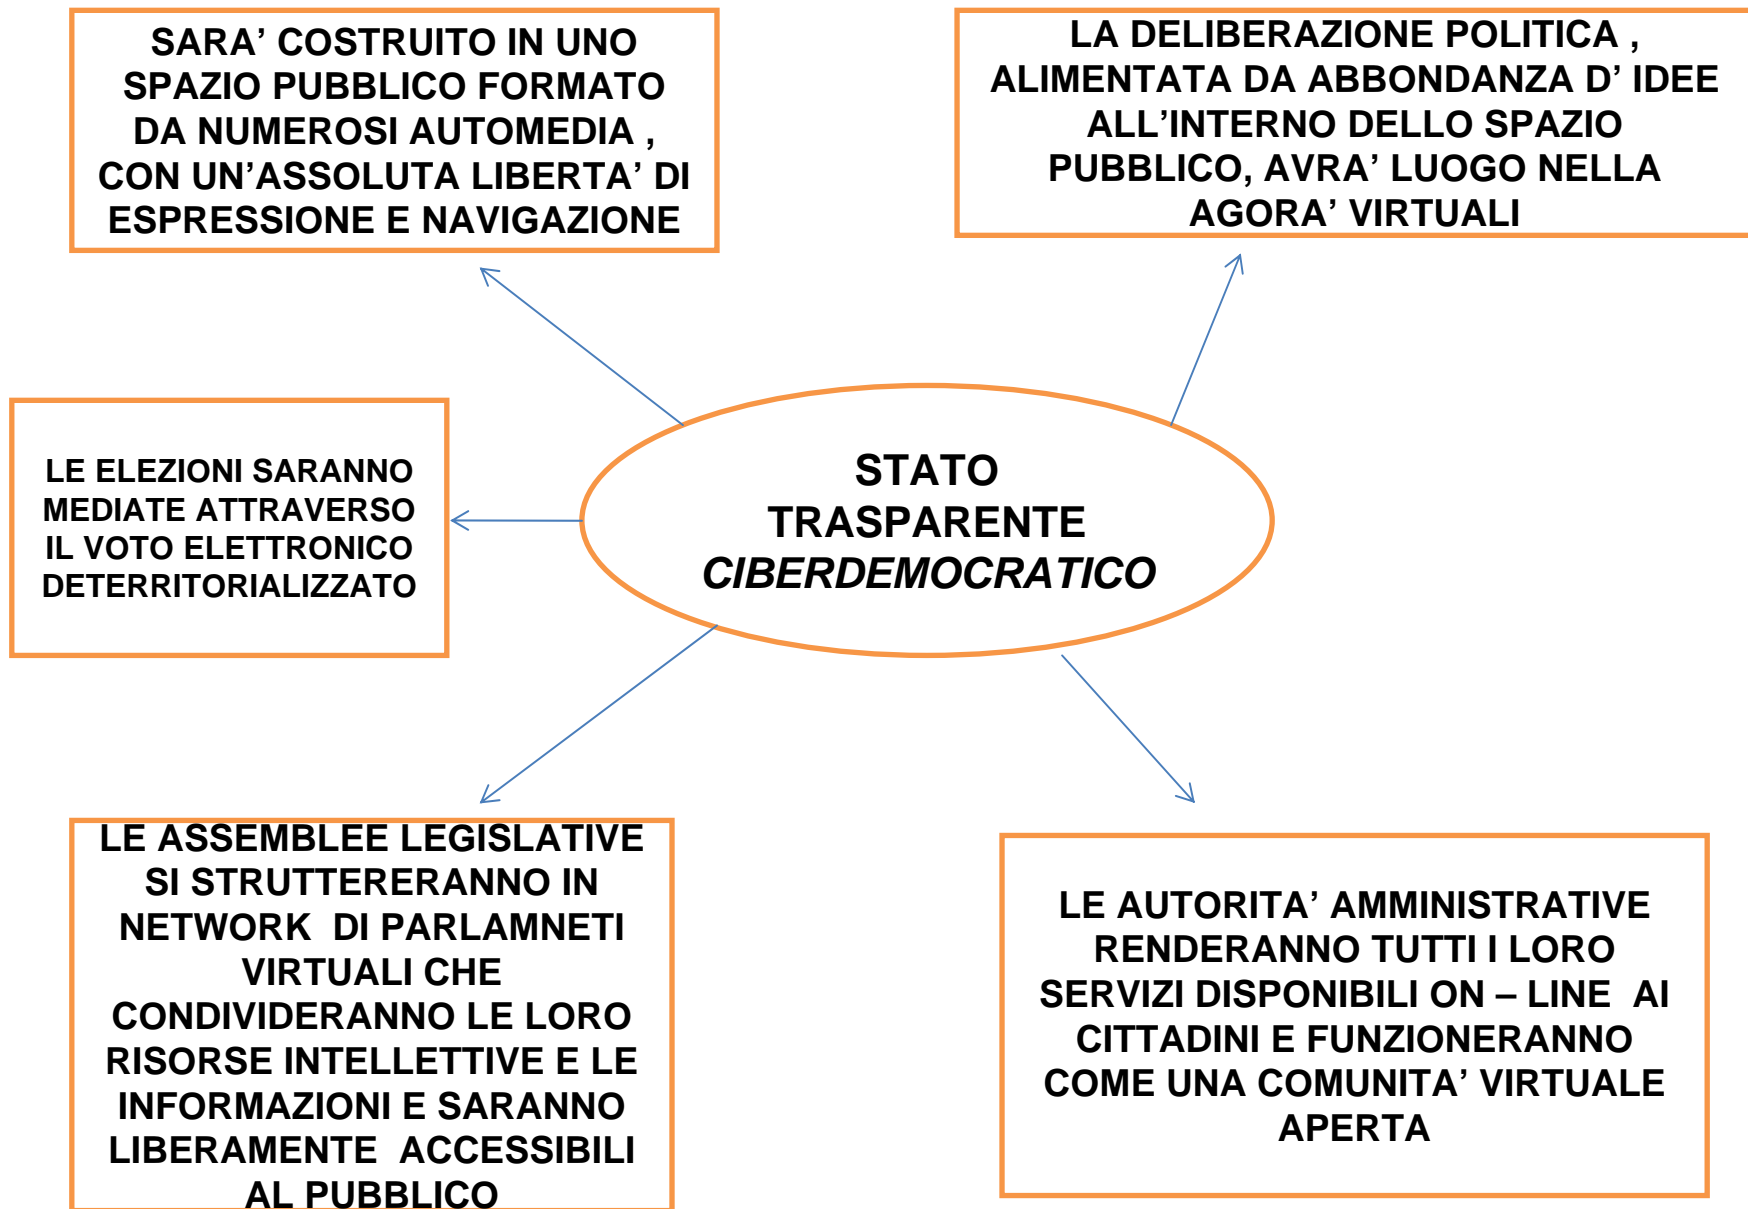 SARA’ COSTRUITO IN UNO
SPAZIO PUBBLICO FORMATO
DA NUMEROSI AUTOMEDIA ,
CON UN’ASSOLUTA LIBERTA’ DI
ESPRESSIONE E NAVIGAZIONE
LA DELIBERAZIONE POLITICA ,
ALIMENTATA DA ABBONDANZA D’ IDEE
ALL’INTERNO DELLO SPAZIO
PUBBLICO, AVRA’ LUOGO NELLA
AGORA’ VIRTUALI
LE ELEZIONI SARANNO
MEDIATE ATTRAVERSO
IL VOTO ELETTRONICO
DETERRITORIALIZZATO
STATO
TRASPARENTE
CIBERDEMOCRATICO
LE ASSEMBLEE LEGISLATIVE
SI STRUTTERERANNO IN
NETWORK  DI PARLAMNETI
VIRTUALI CHE
CONDIVIDERANNO LE LORO
RISORSE INTELLETTIVE E LE
INFORMAZIONI E SARANNO
LIBERAMENTE  ACCESSIBILI
AL PUBBLICO
LE AUTORITA’ AMMINISTRATIVE
RENDERANNO TUTTI I LORO
SERVIZI DISPONIBILI ON – LINE  AI
CITTADINI E FUNZIONERANNO
COME UNA COMUNITA’ VIRTUALE
APERTA